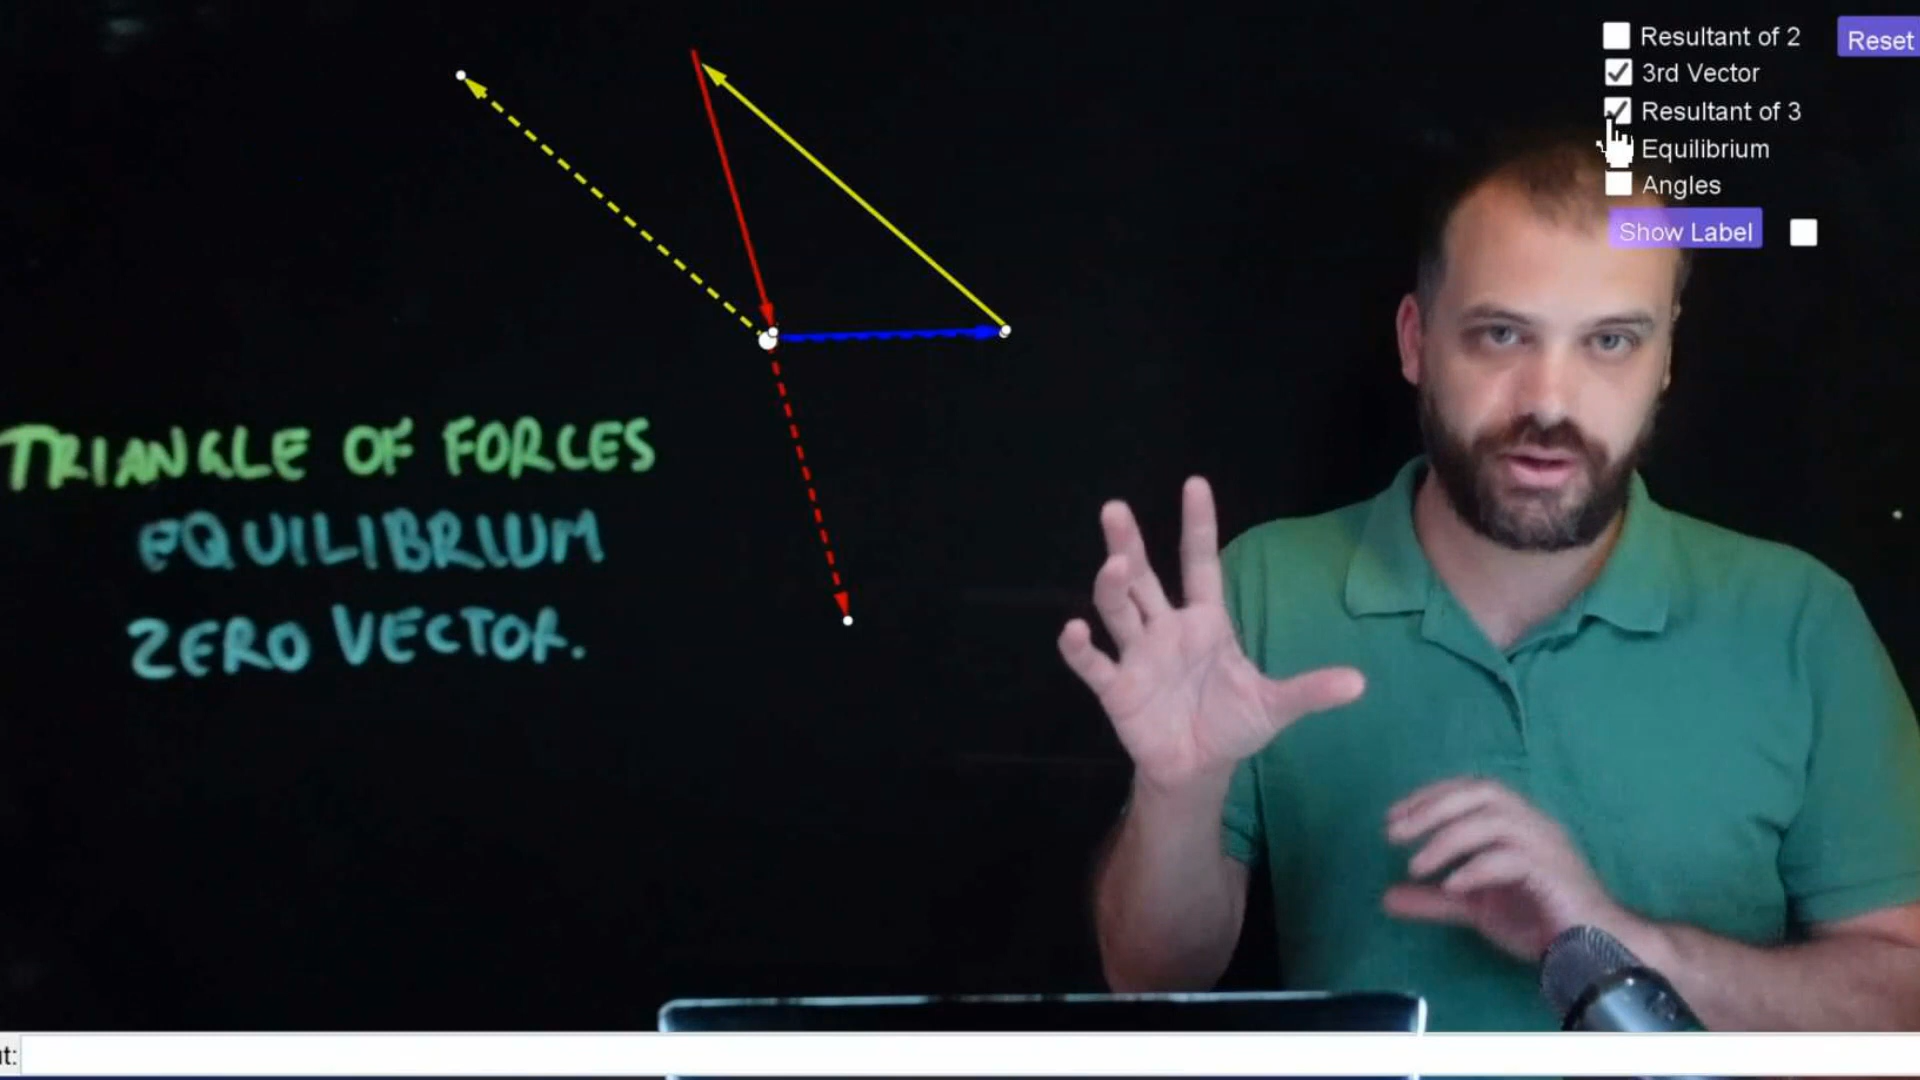 Resultant of 2
Reset
3rd Vector
Resultant of 3
Equilibrium
Angles
Show Label
TRIANGLE OF FORCES
EQUILIBRIUM
ZERO VECTOR.
t: